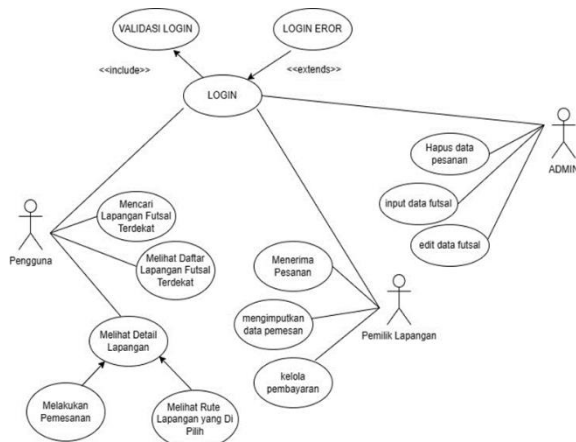 VALIDASI LOGIN
LOGIN EROR
<<include>>
<<extends>>
LOGIN
Hapus data
pesanan
ADMIN
input data futsal
edit data futsal
Mencari
Lapangan Futsal
Terdekat
Pengguna
Melihat Daftar
Lapangan Futsal
Terdekat
Menerima
Pesanan
mengimputkan
data pemesan
Pemilik Lapangan
kelola
pembayaran
Melihat Detail
Lapangan
Melakukan
Pemesanan
Melihat Rute
Lapangan yang Di
Pilih